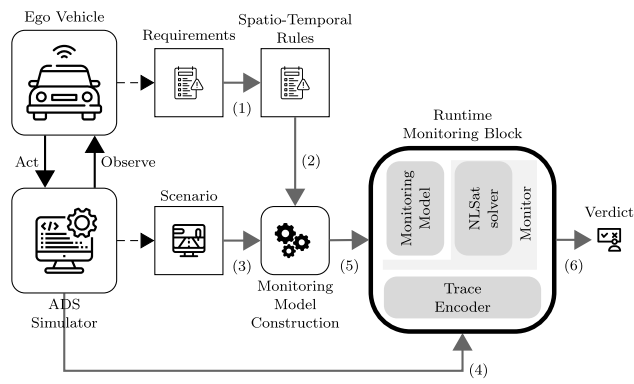 Ego Vehicle
Requirements
Spatio-Temporal
Rules
(1)
Act
Observe
(2)
Scenario
(3)
ADS
Simulator
Monitoring
Model
Construction
(5)
Runtime
Monitoring Block
Monitoring
Model
NLSat
solver
Monitor
Trace
Encoder
(4)
(6)
Verdict